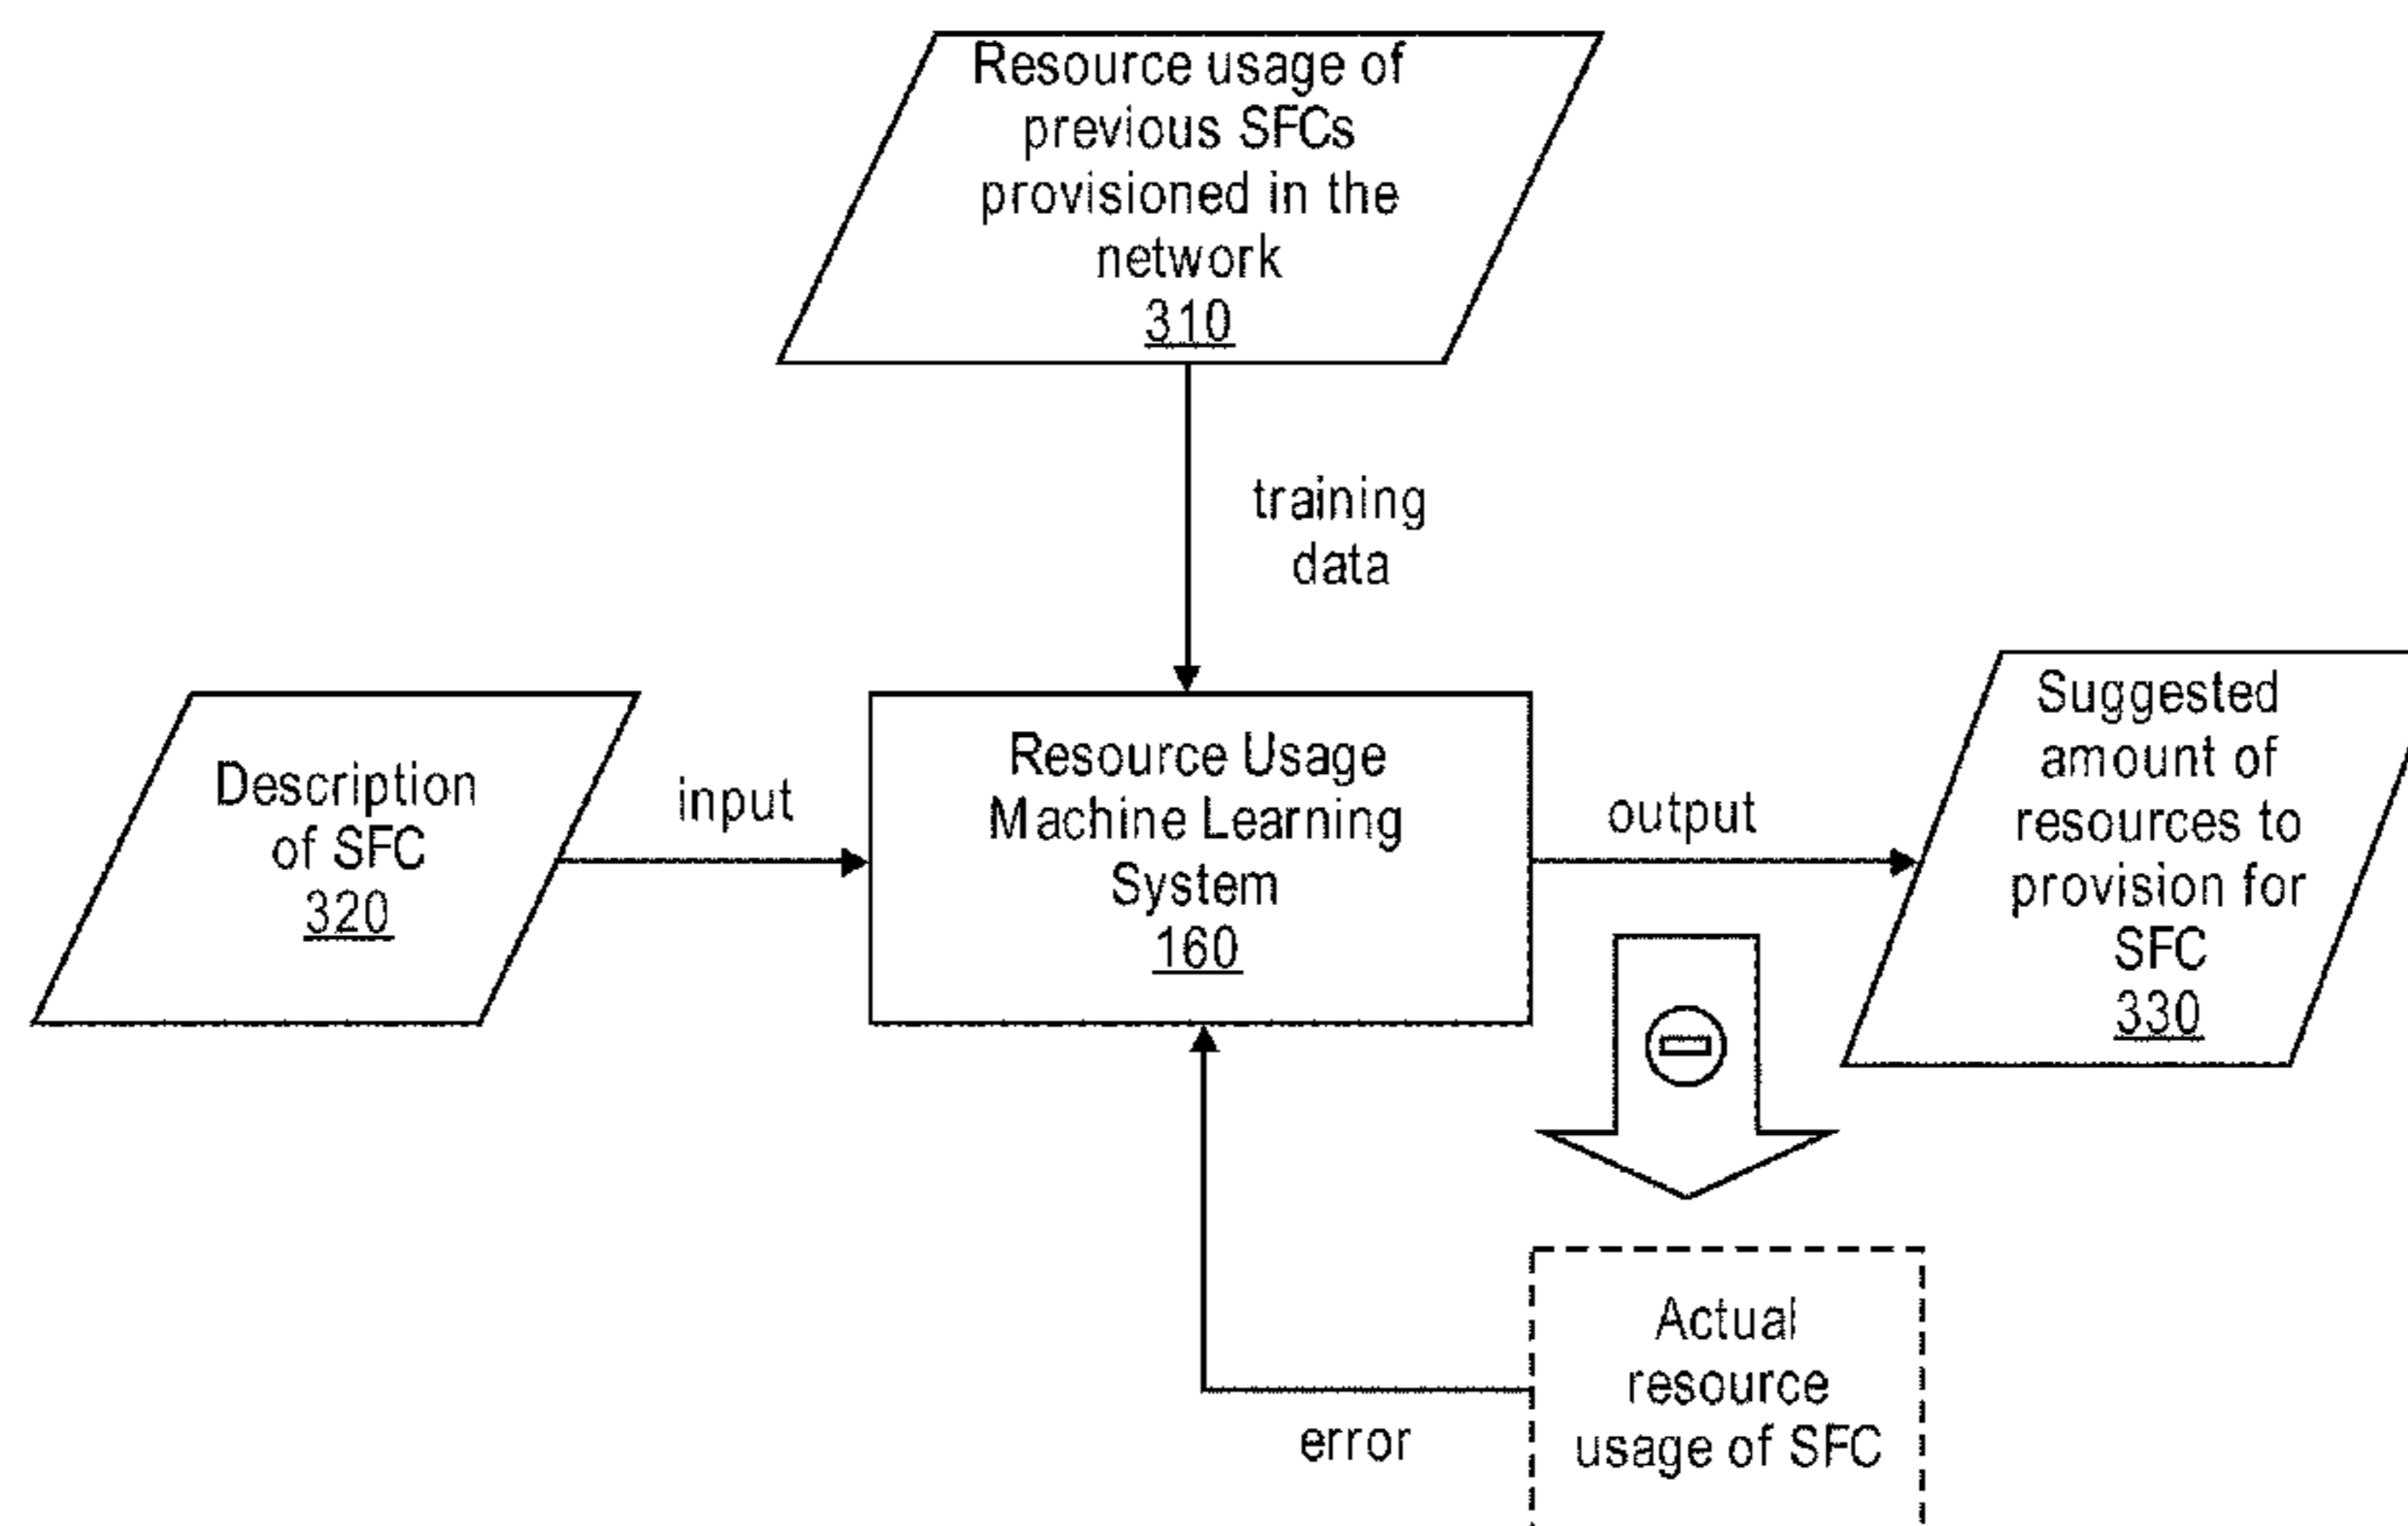 Resource usage of
previous SFCs
provisioned in the
network
310
training
data
Description
of SFC
320
input
Resource Usage
Machine Learning
System
160
output
Suggested
amount of
resources to
provision for
SFC
330
error
Actual
resource
usage of SFC